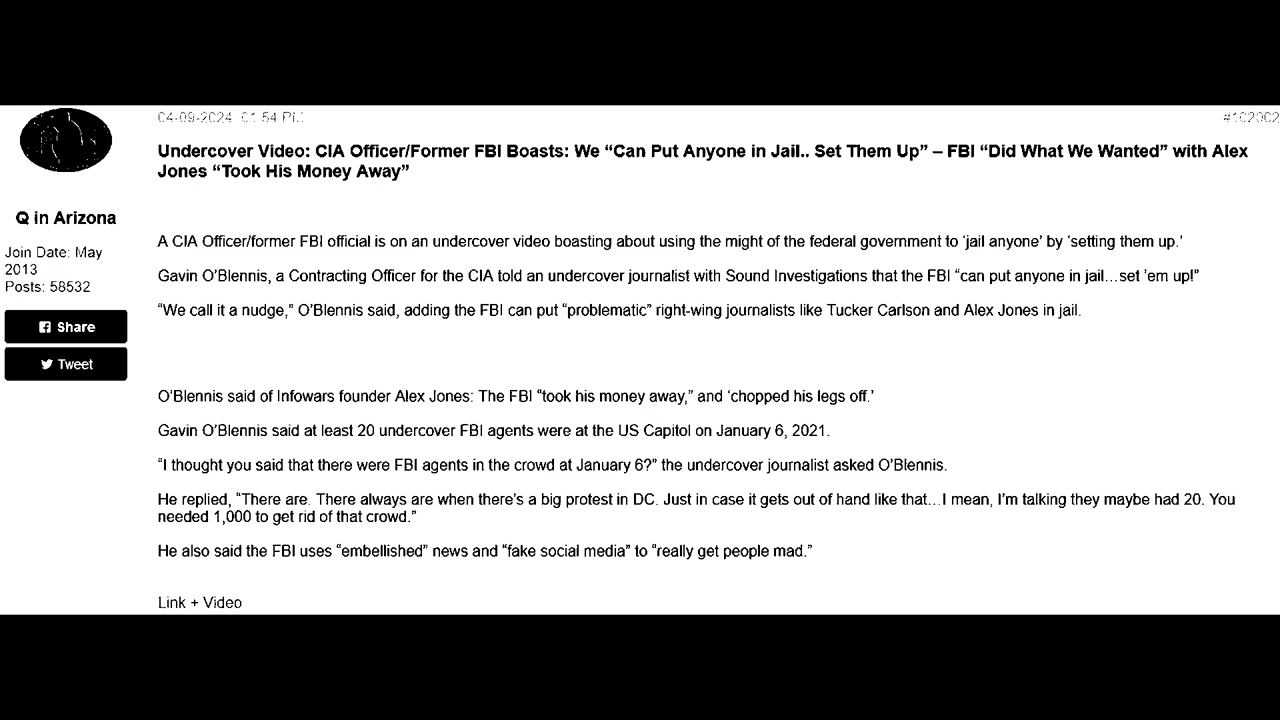 04-09-2024, 01:54 PM
#102002
Undercover Video: CIA Officer/Former FBI Boasts: We “Can Put Anyone in Jail.. Set Them Up” – FBI “Did What We Wanted” with Alex
Jones “Took His Money Away”
Q in Arizona
Join Date: May
2013
Posts: 58532
Share
Tweet
A CIA Officer/former FBI official is on an undercover video boasting about using the might of the federal government to ‘jail anyone’ by ‘setting them up.’
Gavin O’Blennis, a Contracting Officer for the CIA told an undercover journalist with Sound Investigations that the FBI “can put anyone in jail…set ’em up!”
“We call it a nudge,” O’Blennis said, adding the FBI can put “problematic” right-wing journalists like Tucker Carlson and Alex Jones in jail.
O’Blennis said of Infowars founder Alex Jones: The FBI “took his money away,” and ‘chopped his legs off.’
Gavin O’Blennis said at least 20 undercover FBI agents were at the US Capitol on January 6, 2021.
“I thought you said that there were FBI agents in the crowd at January 6?” the undercover journalist asked O’Blennis.
He replied, “There are. There always are when there’s a big protest in DC. Just in case it gets out of hand like that…I mean, I’m talking they maybe had 20. You
needed 1,000 to get rid of that crowd.”
He also said the FBI uses “embellished” news and “fake social media” to “really get people mad.”
Link + Video